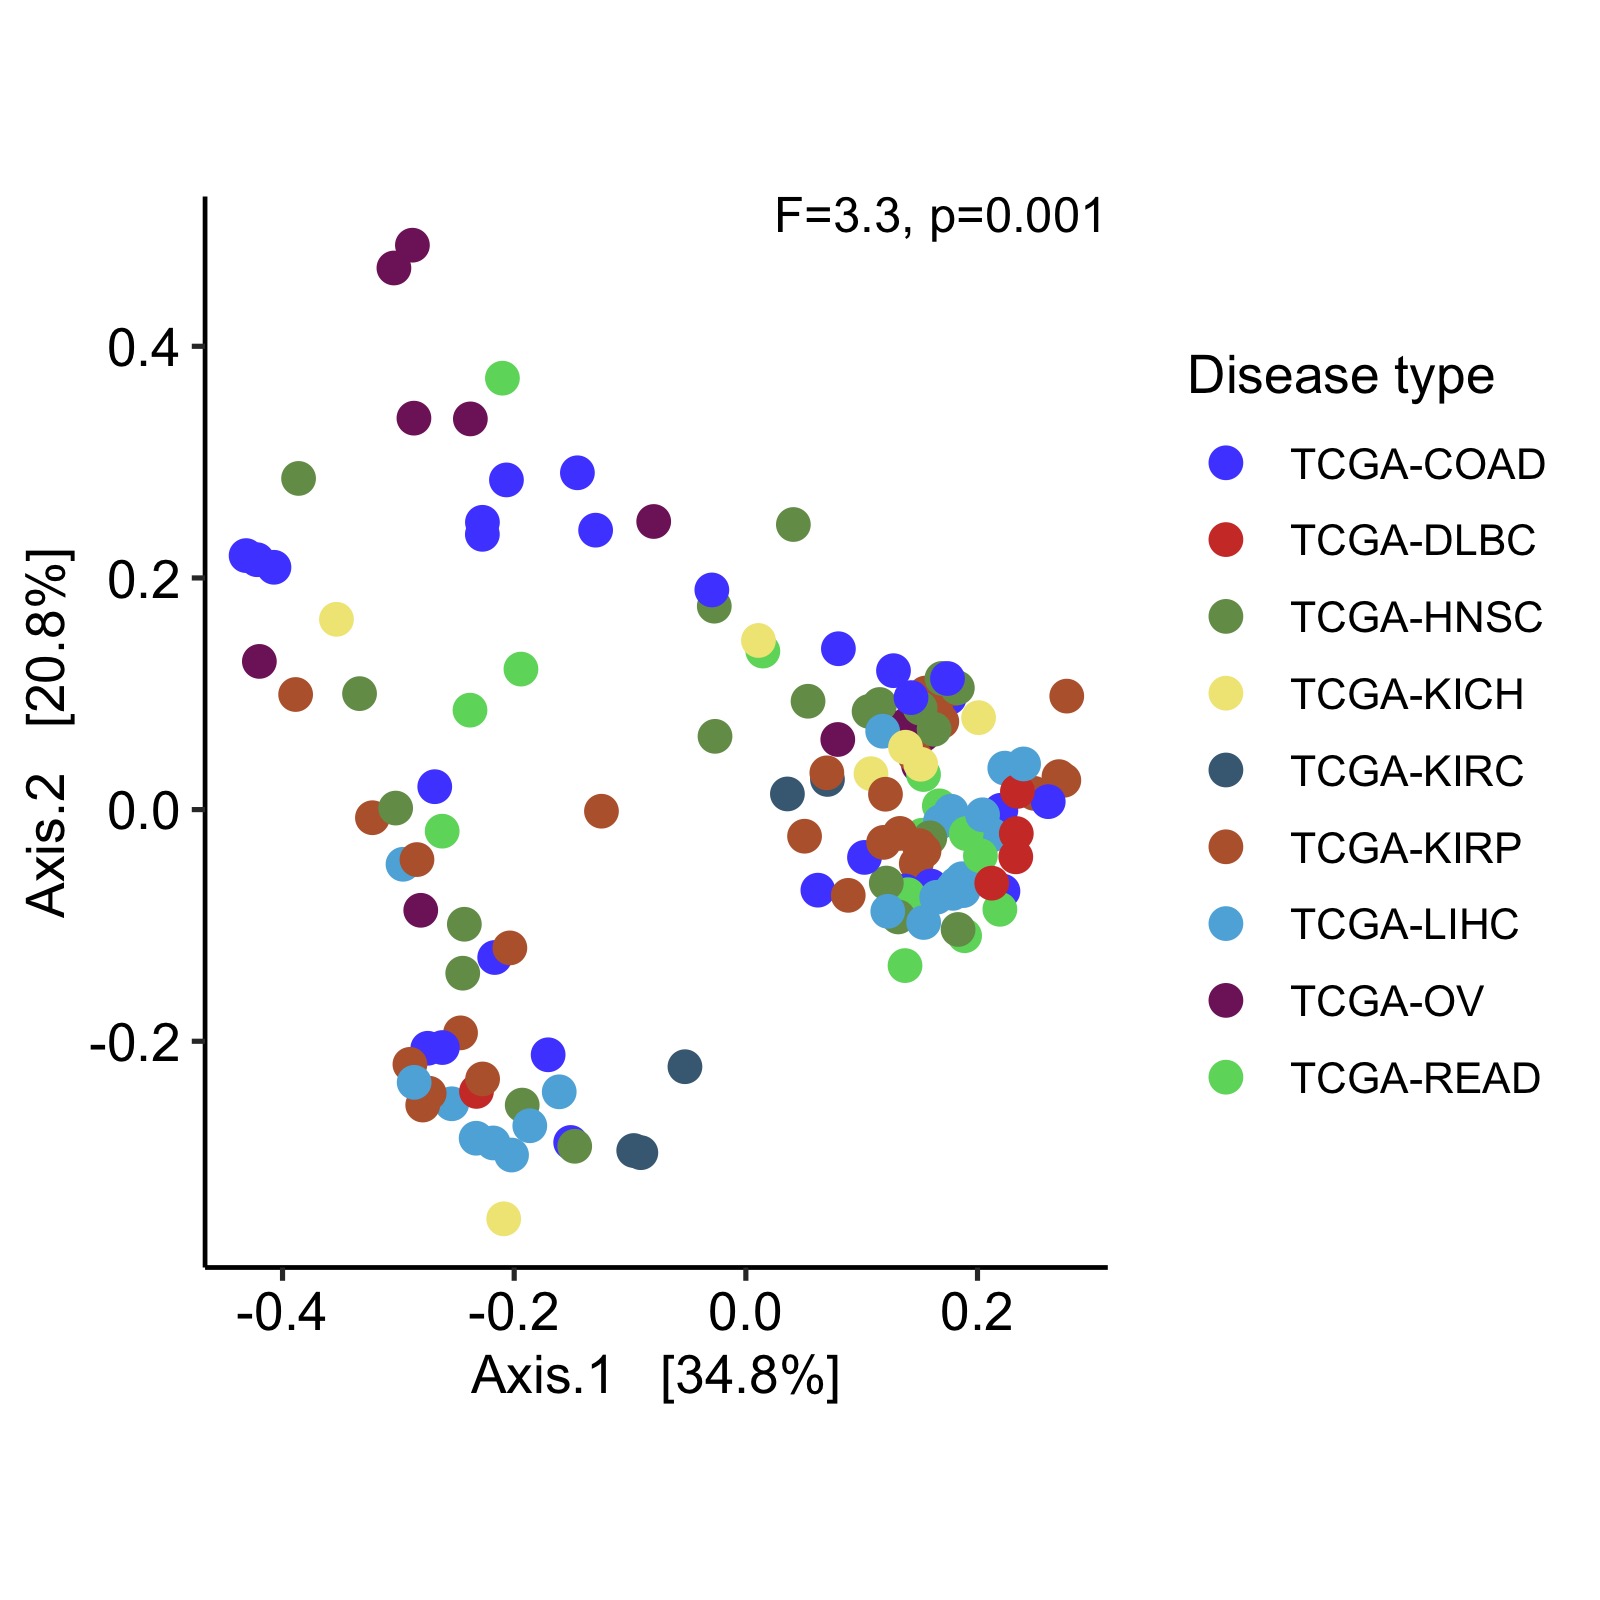 F=3.3, p=0.001
0.4
0.2
0.0
-0.2
Axis.2 [20.8%]
-0.4 -0.2 0.0 0.2
Axis.1 [34.8%]
Disease type
TCGA-COAD
TCGA-DLBC
TCGA-HNSC
TCGA-KICH
TCGA-KIRC
TCGA-KIRP
TCGA-LIHC
TCGA-OV
TCGA-READ